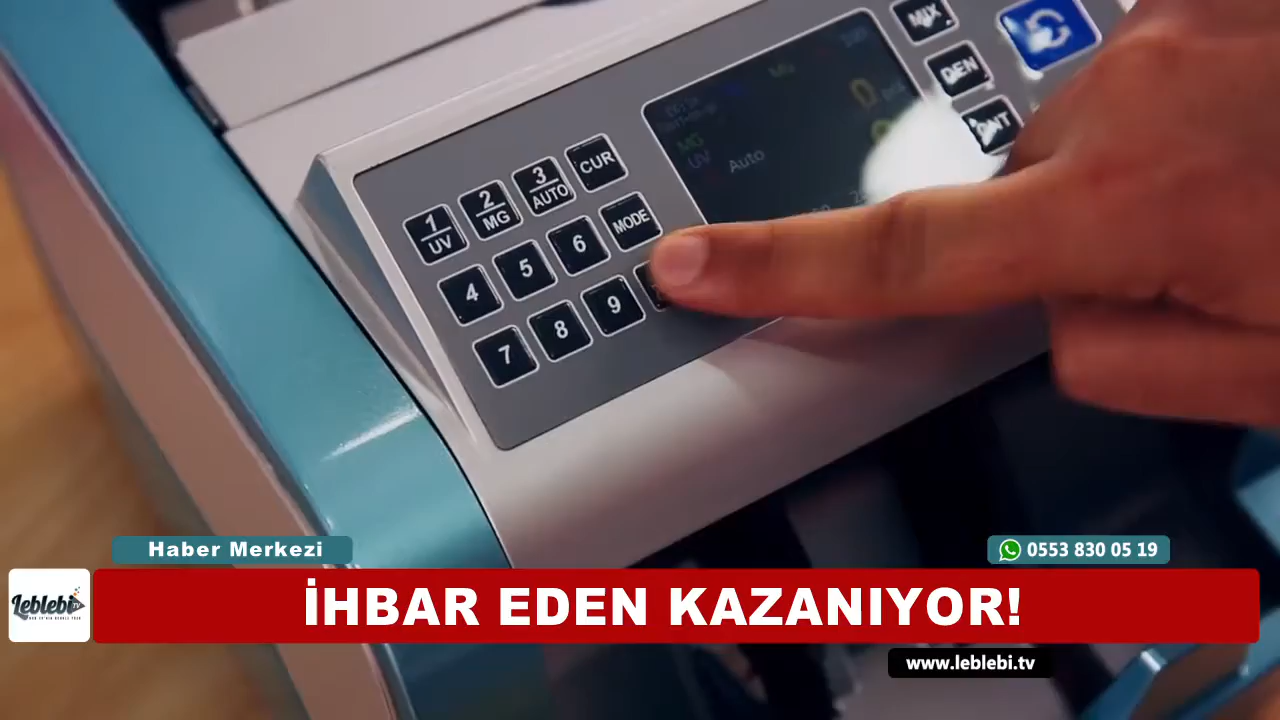 MIX
DEN
CUR
3
AUTO
2
MG
1
UV
MODE
6
5
4
9
8
7
MG
UV
Auto
Haber Merkezi
0553 830 05 19
Leblebi TV
İHBAR EDEN KAZANIYOR!
www.leblebi.tv